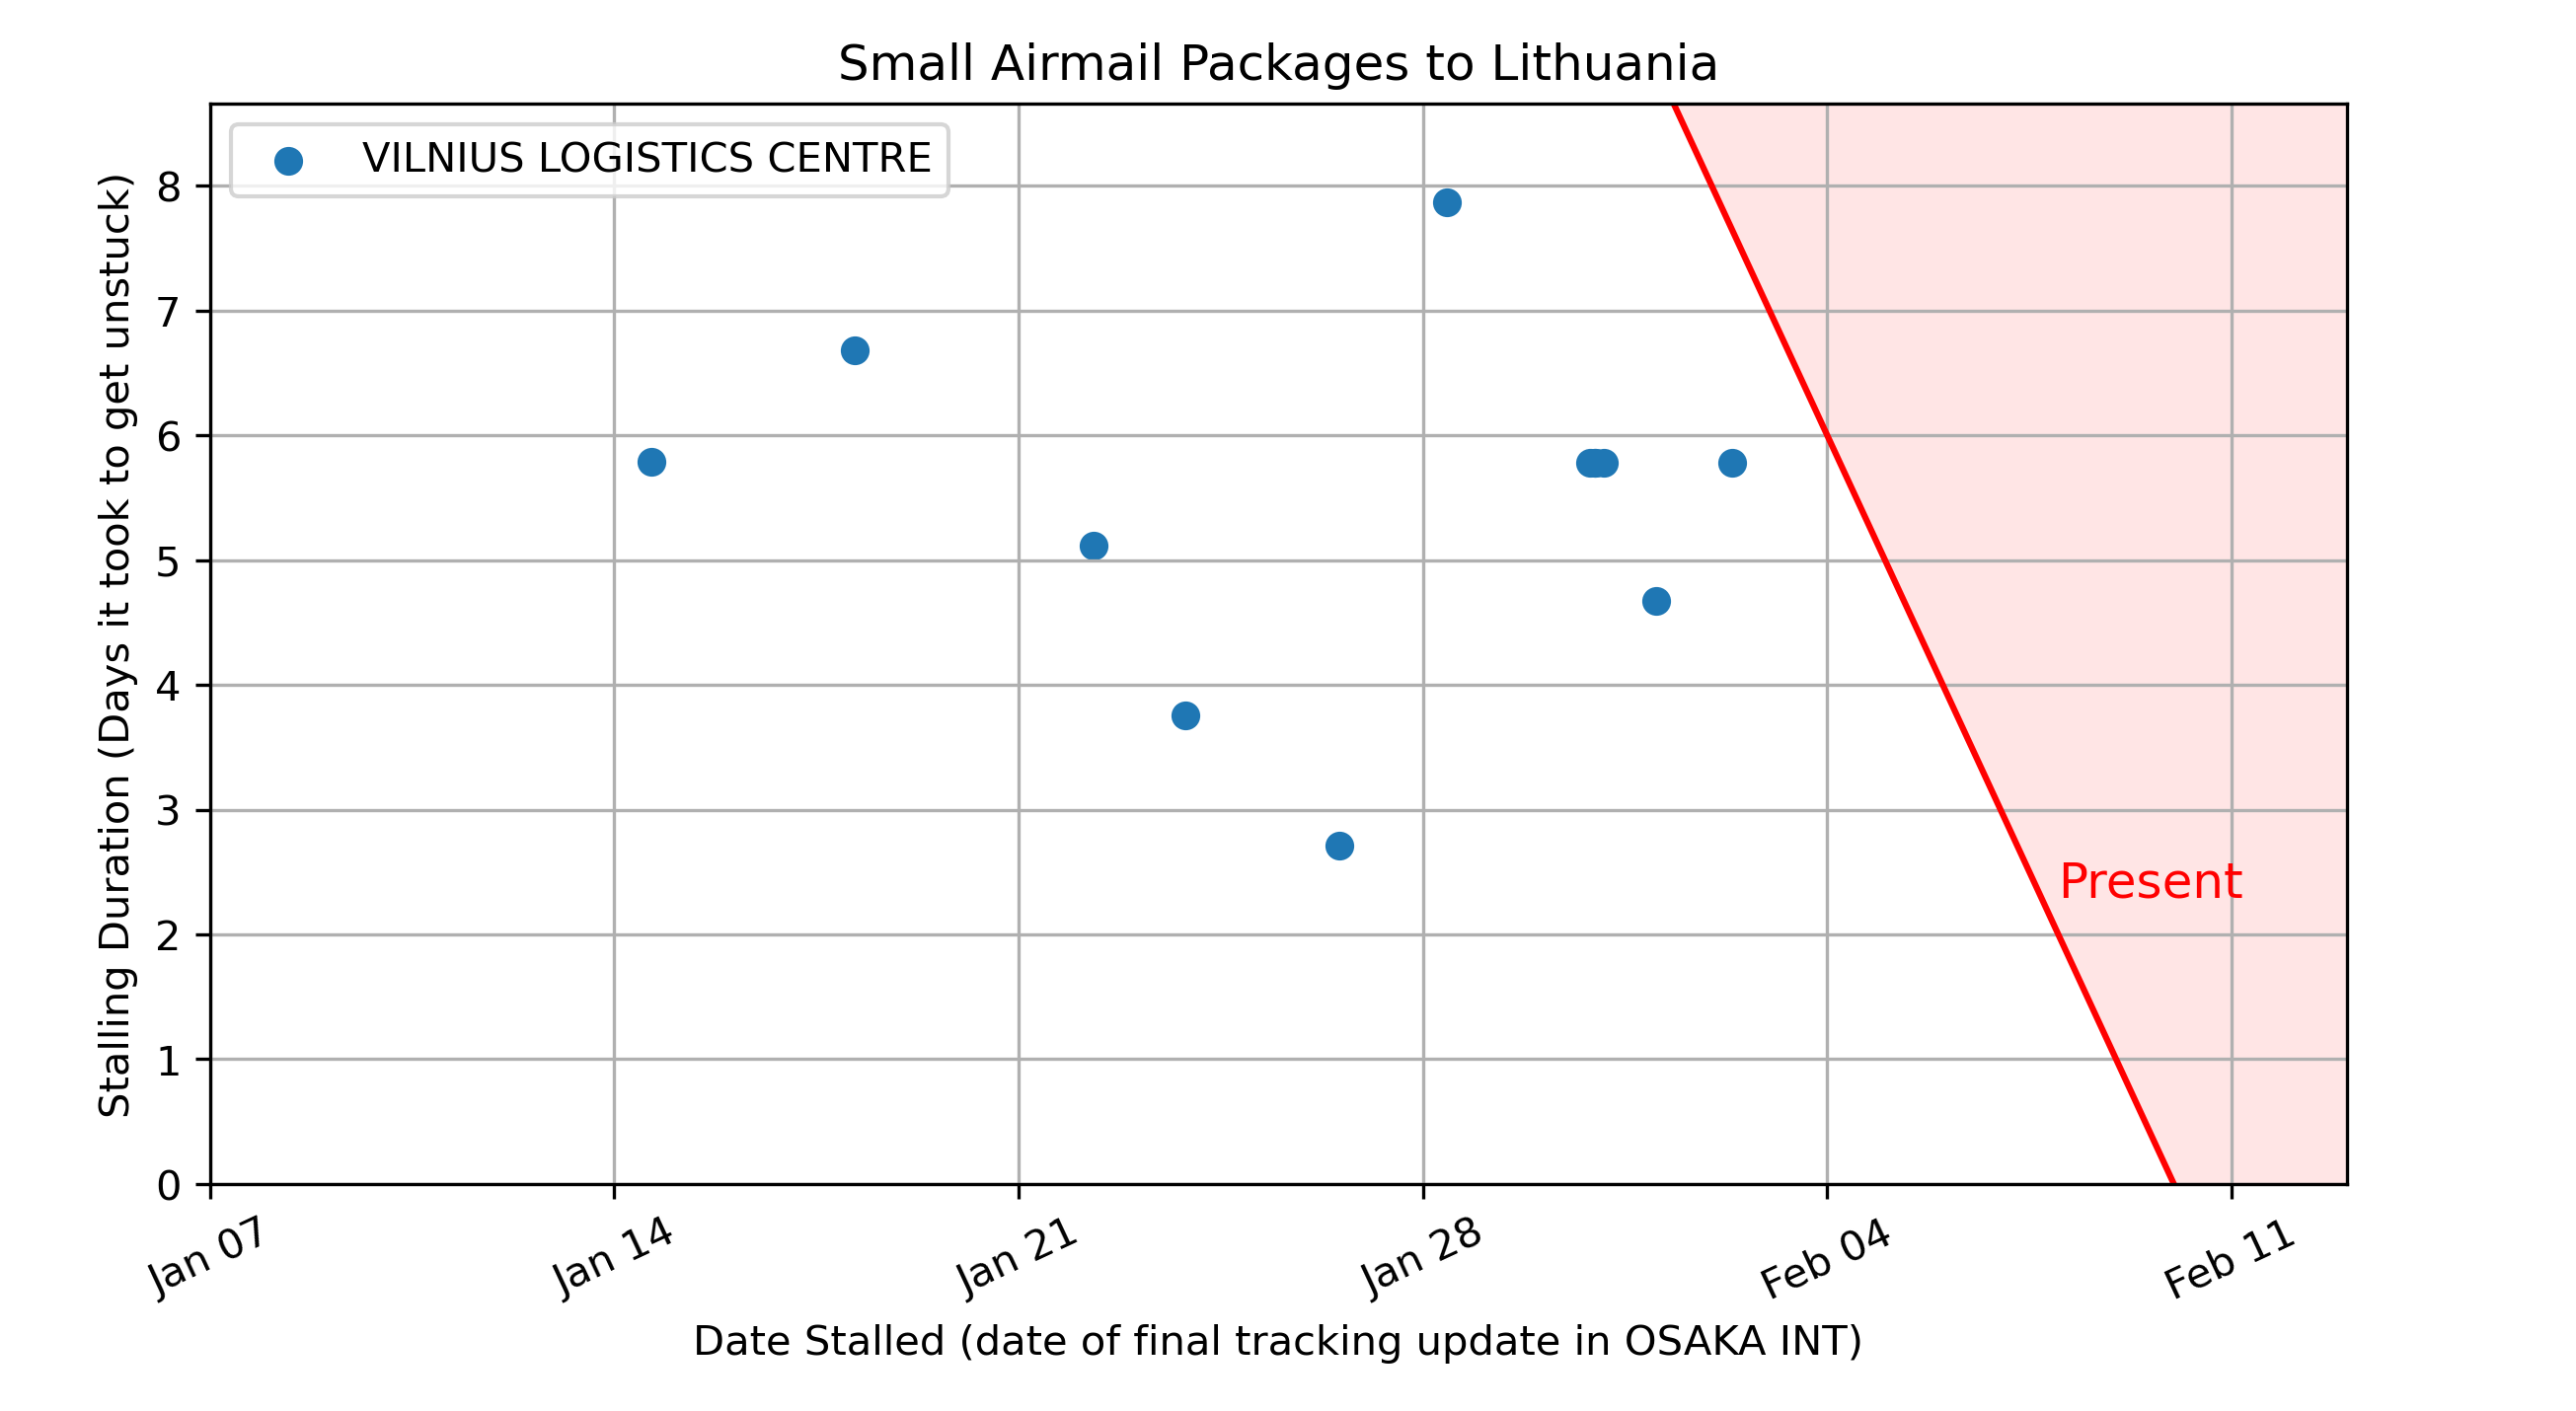 Small Airmail Packages to Lithuania
VILNIUS LOGISTICS CENTRE
Stalling Duration (Days it took to get unstuck)
8
7
6
5
4
3
2
1
0
Present
Jan 07
Jan 14
Jan 21
Jan 28
Feb 04
Feb 11
Date Stalled (date of final tracking update in OSAKA INT)